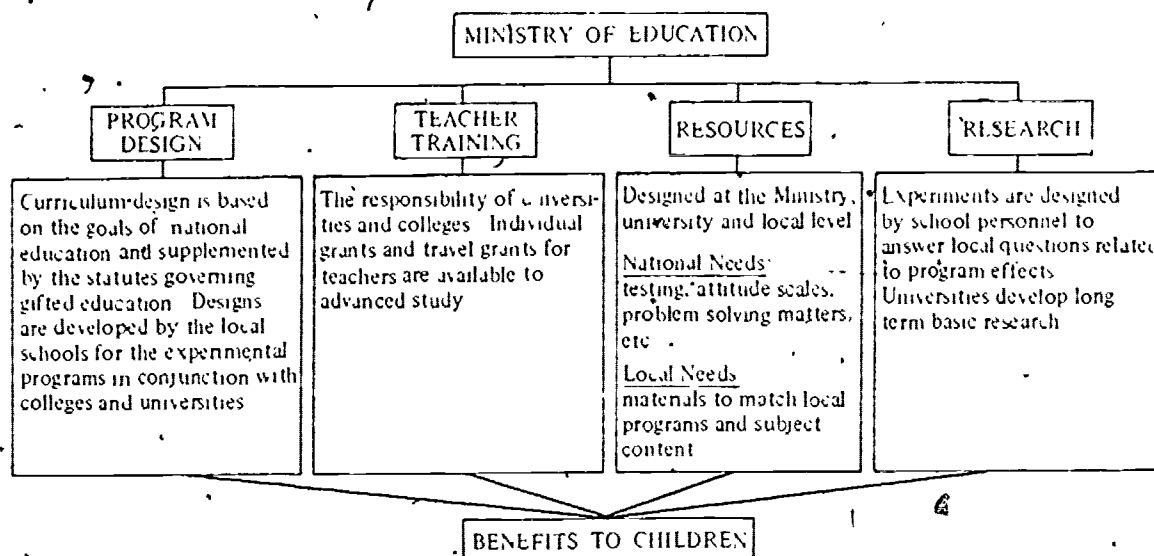 MINISTRY OF EDUCATION
PROGRAM
DESIGN
TEACHER
TRAINING
RESOURCES
RESEARCH
Curriculum design is based
on the goals of national
education and supplemented
by the statutes governing
gifted education Designs
are developed by the local
schools for the experimental
programs in conjunction with
colleges and universities
The responsibility of universi-
ties and colleges Individual
grants and travel grants for
teachers are available to
advanced study
Designed at the Ministry,
university and local level
National Needs
testing, attitude scales,
problem solving matters,
etc
Local Needs
materials to match local
programs and subject
content
Experiments are designed
by school personnel to
answer local questions related
to program effects
Universities develop long
term basic research
BENEFITS TO CHILDREN